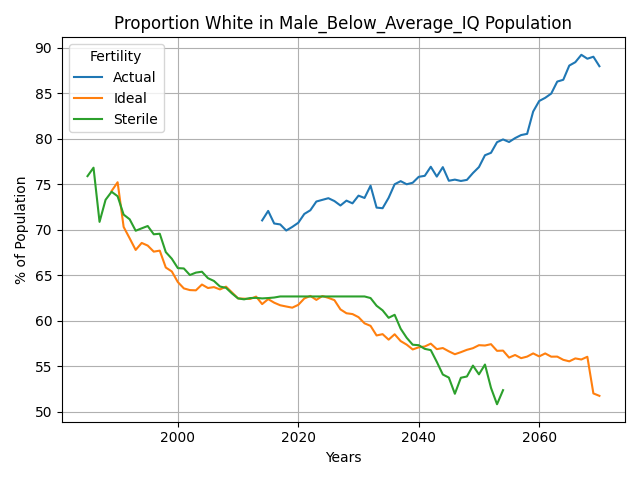 Proportion White in Male_Below_Average_IQ Population
Fertility
Actual
Ideal
Sterile
% of Population
90
85
80
75
70
65
60
55
50
2000
2020
2040
2060
Years